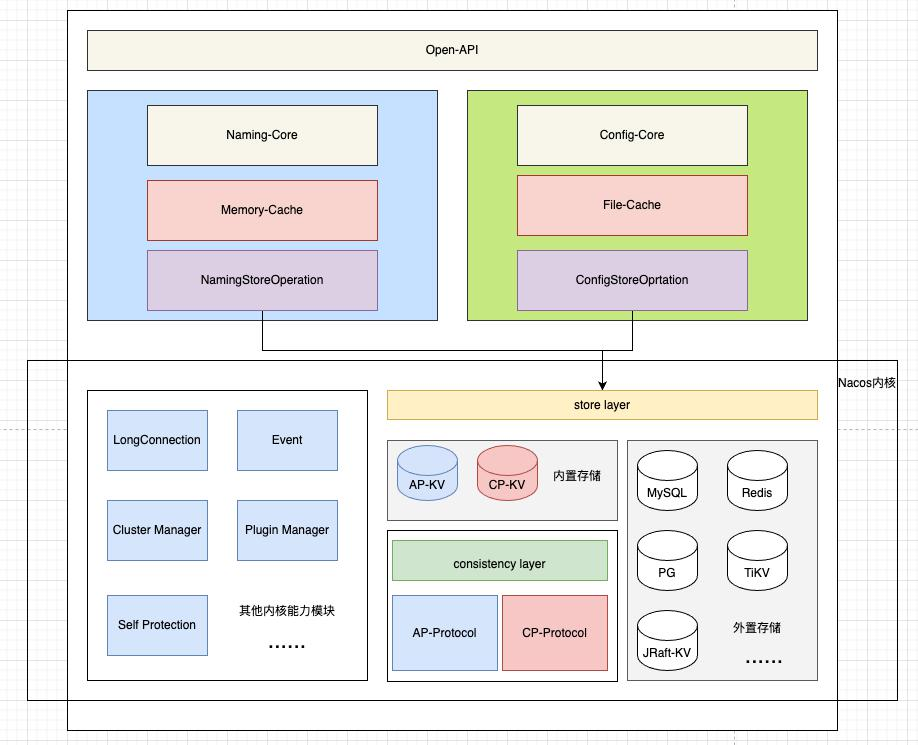 Open-API
Naming-Core
Config-Core
Memory-Cache
File-Cache
NamingStoreOperation
ConfigStoreOprtation
Nacos内核
store layer
LongConnection
Event
AP-KV
CP-KV
内置存储
MySQL
Redis
Cluster Manager
Plugin Manager
consistency layer
PG
TiKV
Self Protection
其他内核能力模块
......
AP-Protocol
CP-Protocol
JRaft-KV
外置存储
......